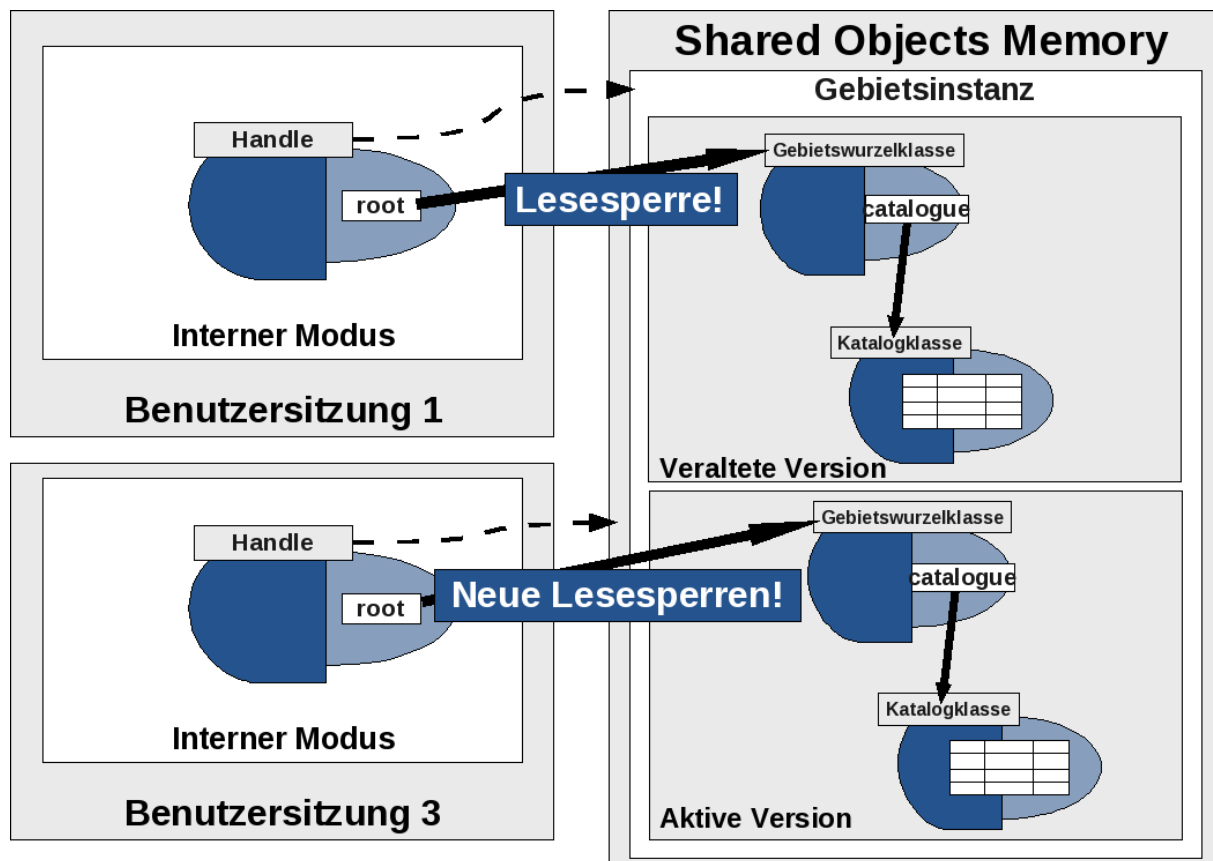 Handle
root
Interner Modus
Benutzersitzung 1
Lesesperre!
Shared Objects Memory
Gebietsinstanz
Gebietswurzelklasse
catalogue
Katalogklasse
Veraltete Version
Handle
root
Interner Modus
Benutzersitzung 3
Neue Lesesperren!
Gebietswurzelklasse
catalogue
Katalogklasse
Aktive Version